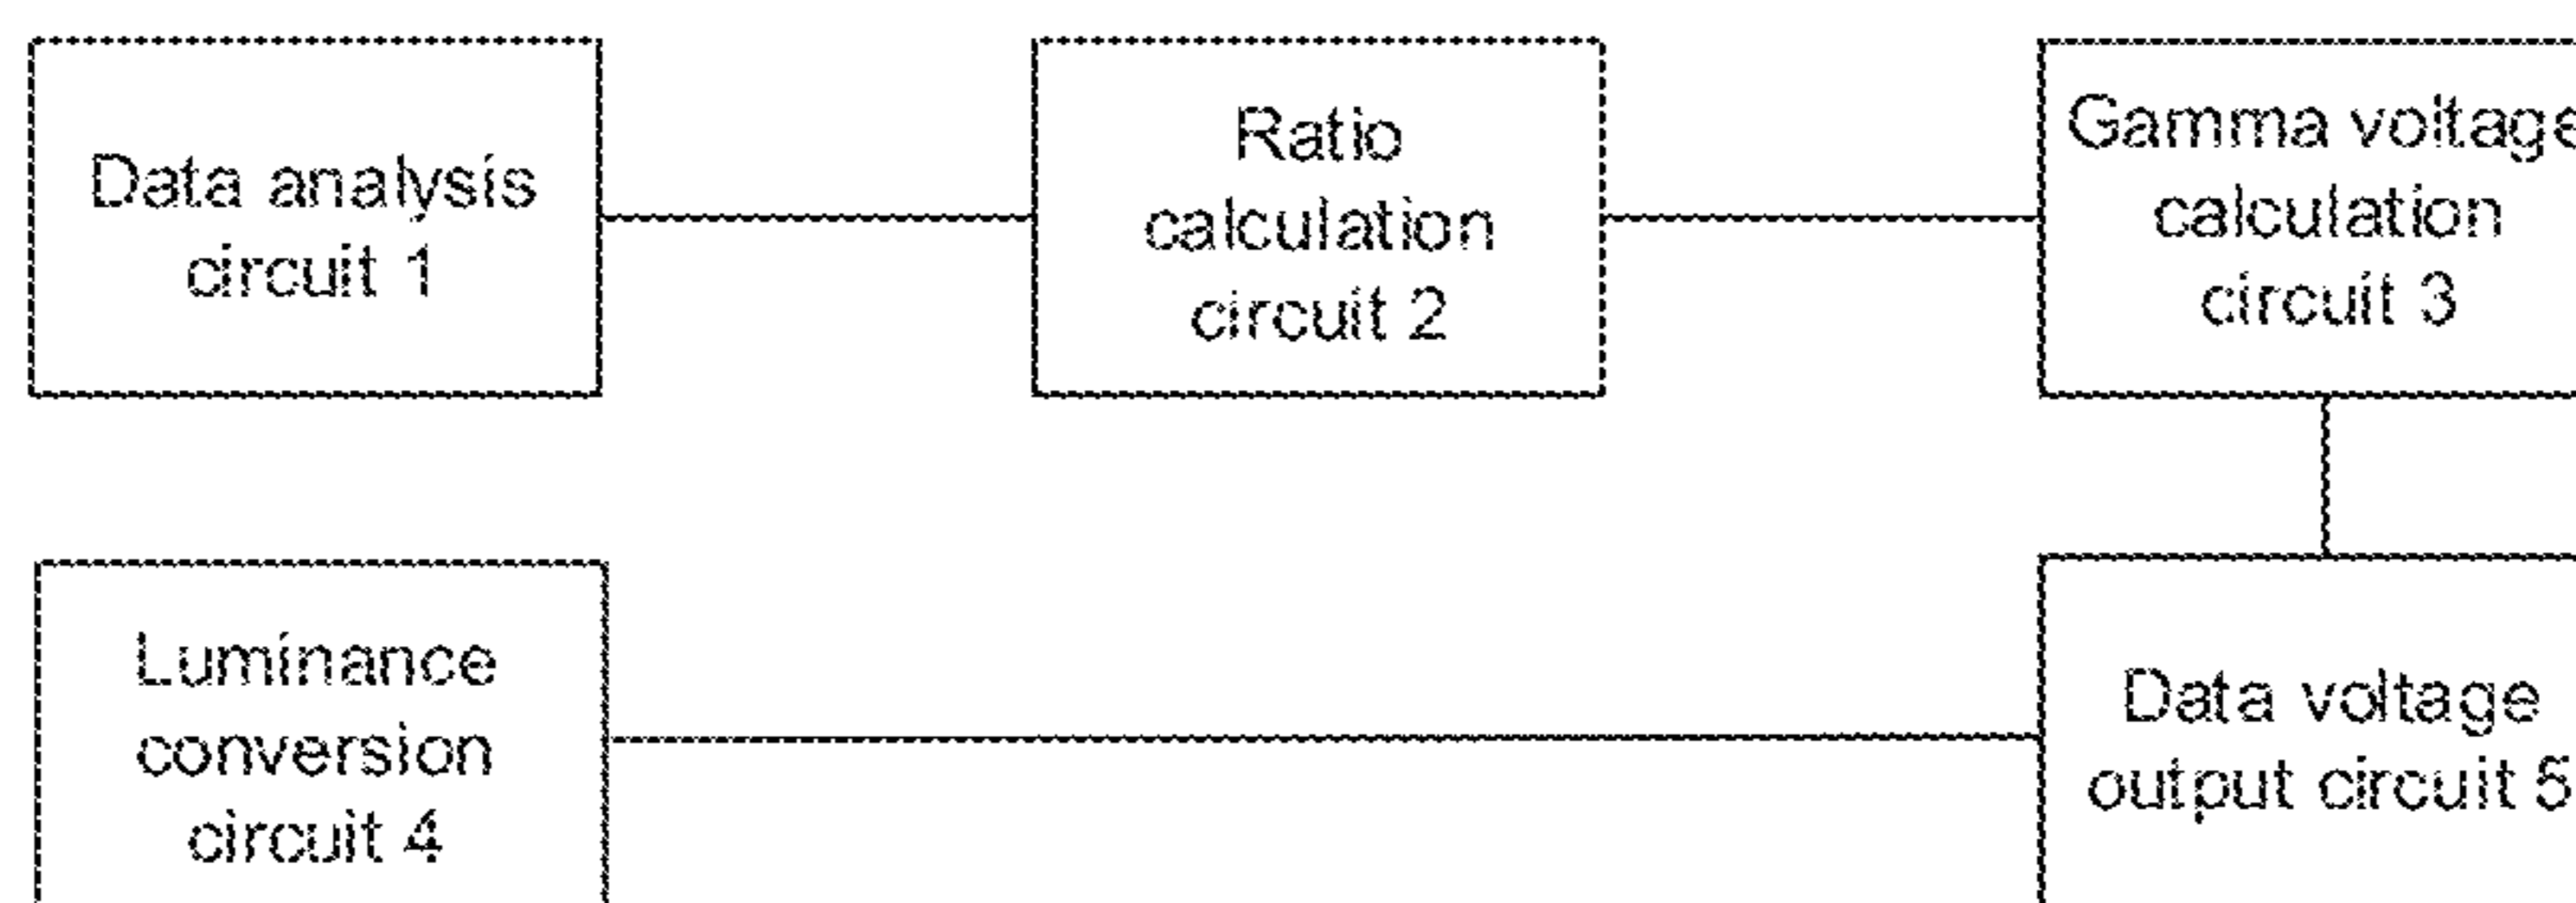 Data analysis
circuit 1
Ratio
calculation
circuit 2
Gamma voltage
calculation
circuit 3
Luminance
conversion
circuit 4
Data voltage
output circuit 5